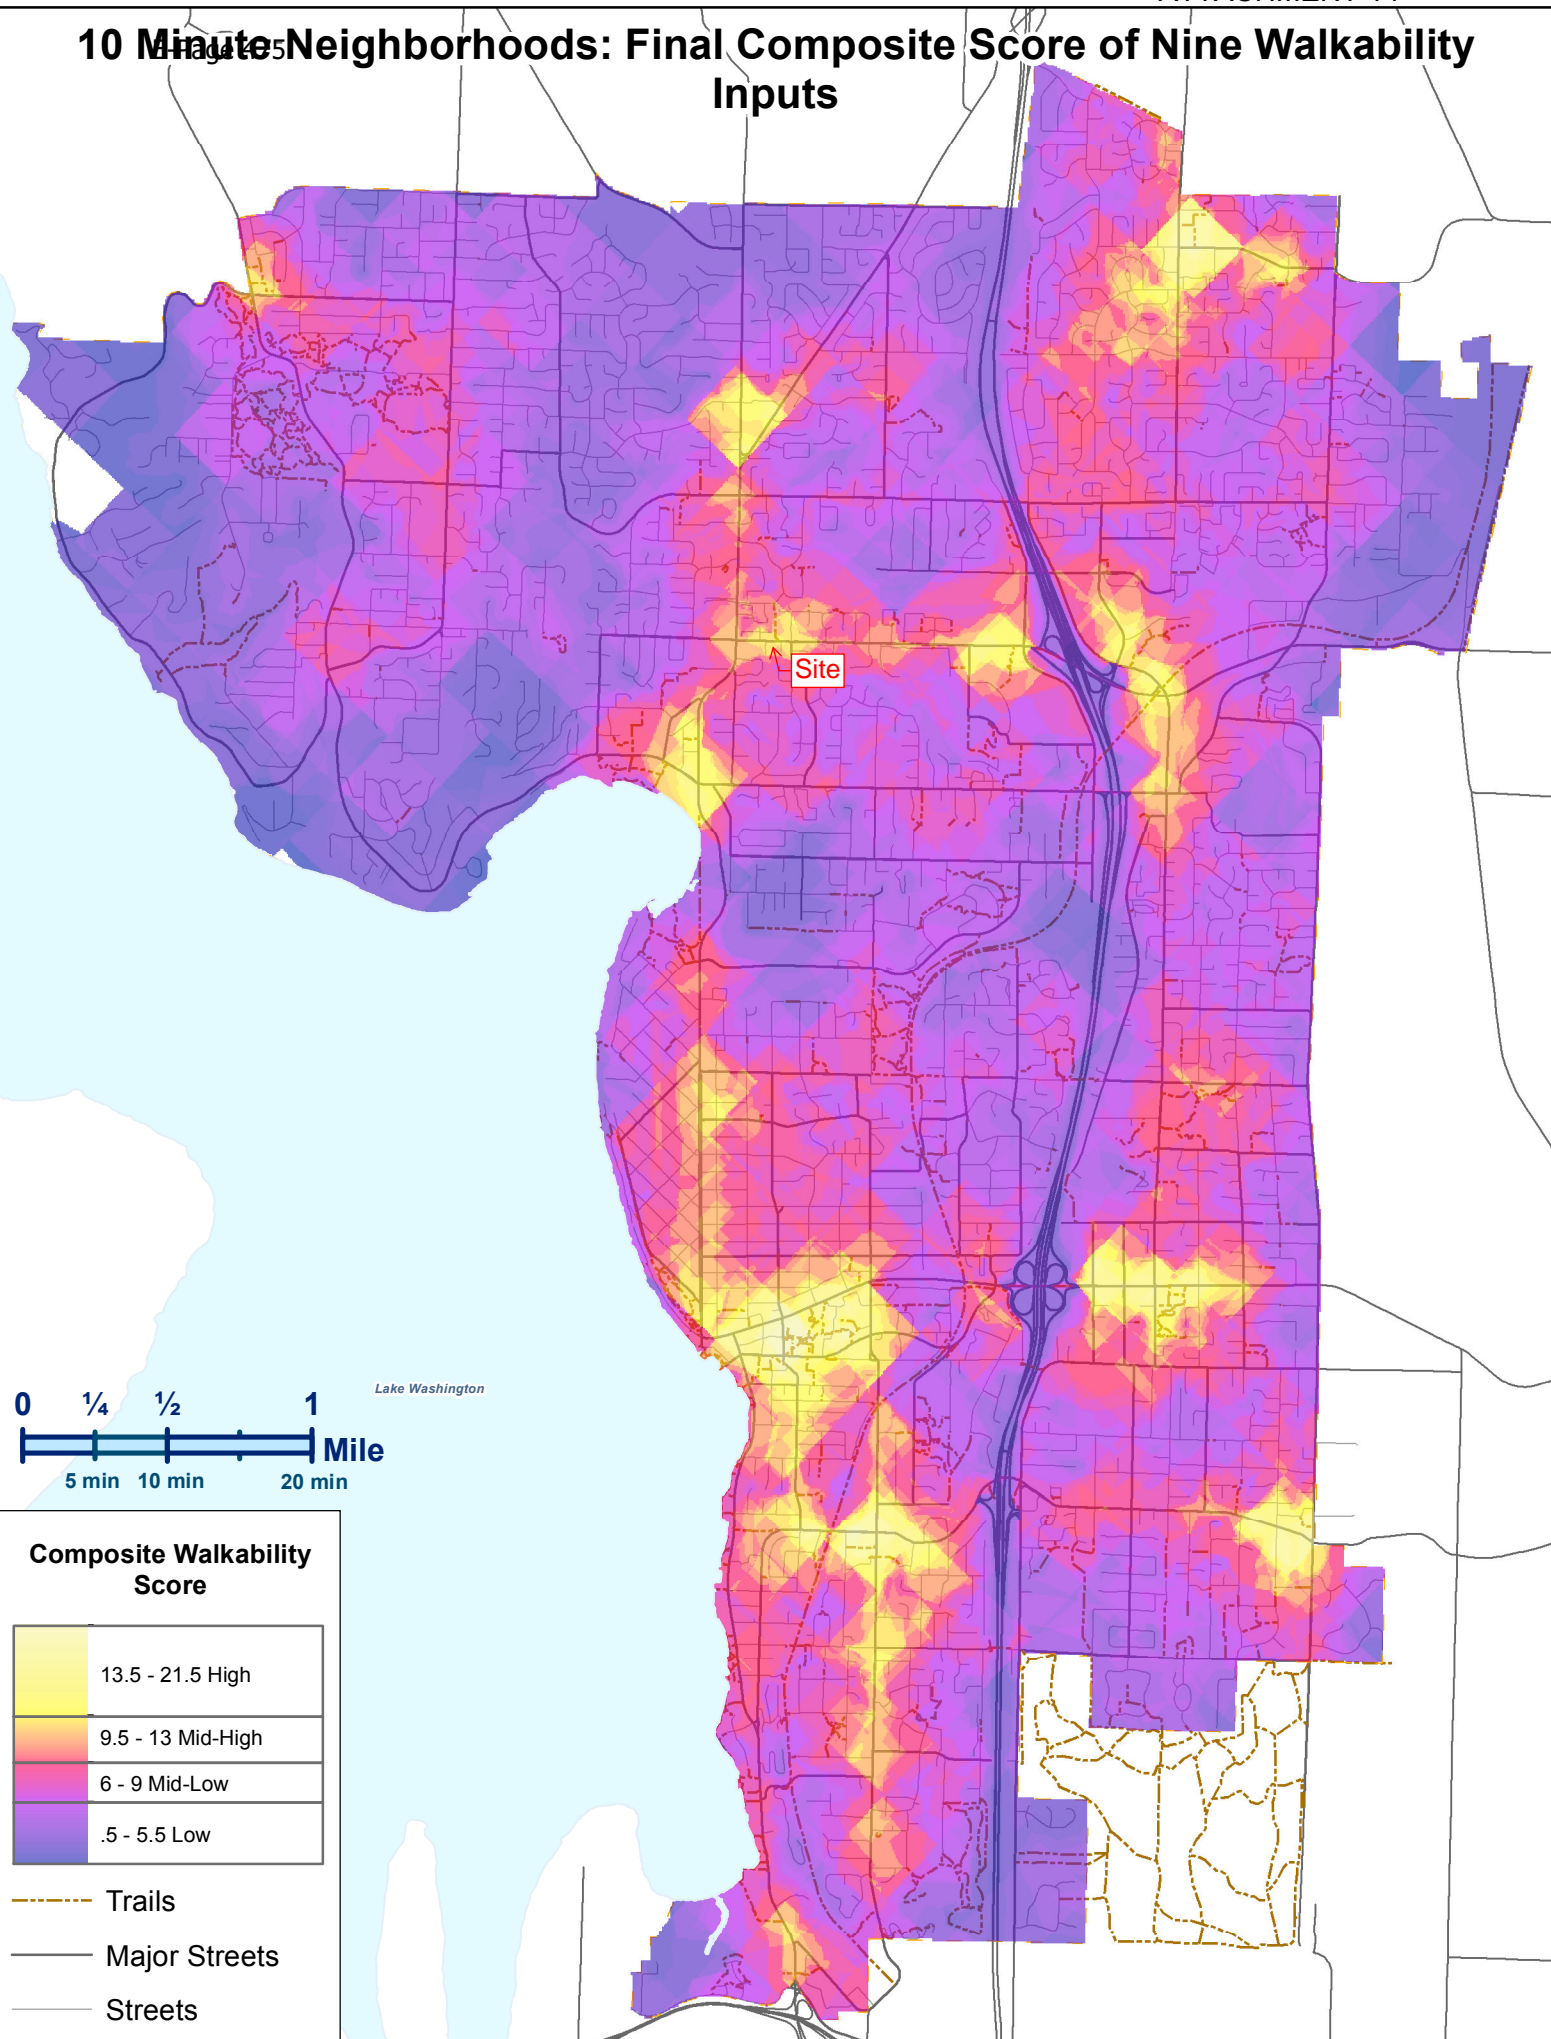 10 Minute Neighborhoods: Final Composite Score of Nine Walkability
Inputs
Site
Lake Washington
0 ¼ ½ 1
Mile
5 min 10 min 20 min
Composite Walkability
Score
13.5 - 21.5 High
9.5 - 13 Mid-High
6 - 9 Mid-Low
.5 - 5.5 Low
Trails
Major Streets
Streets